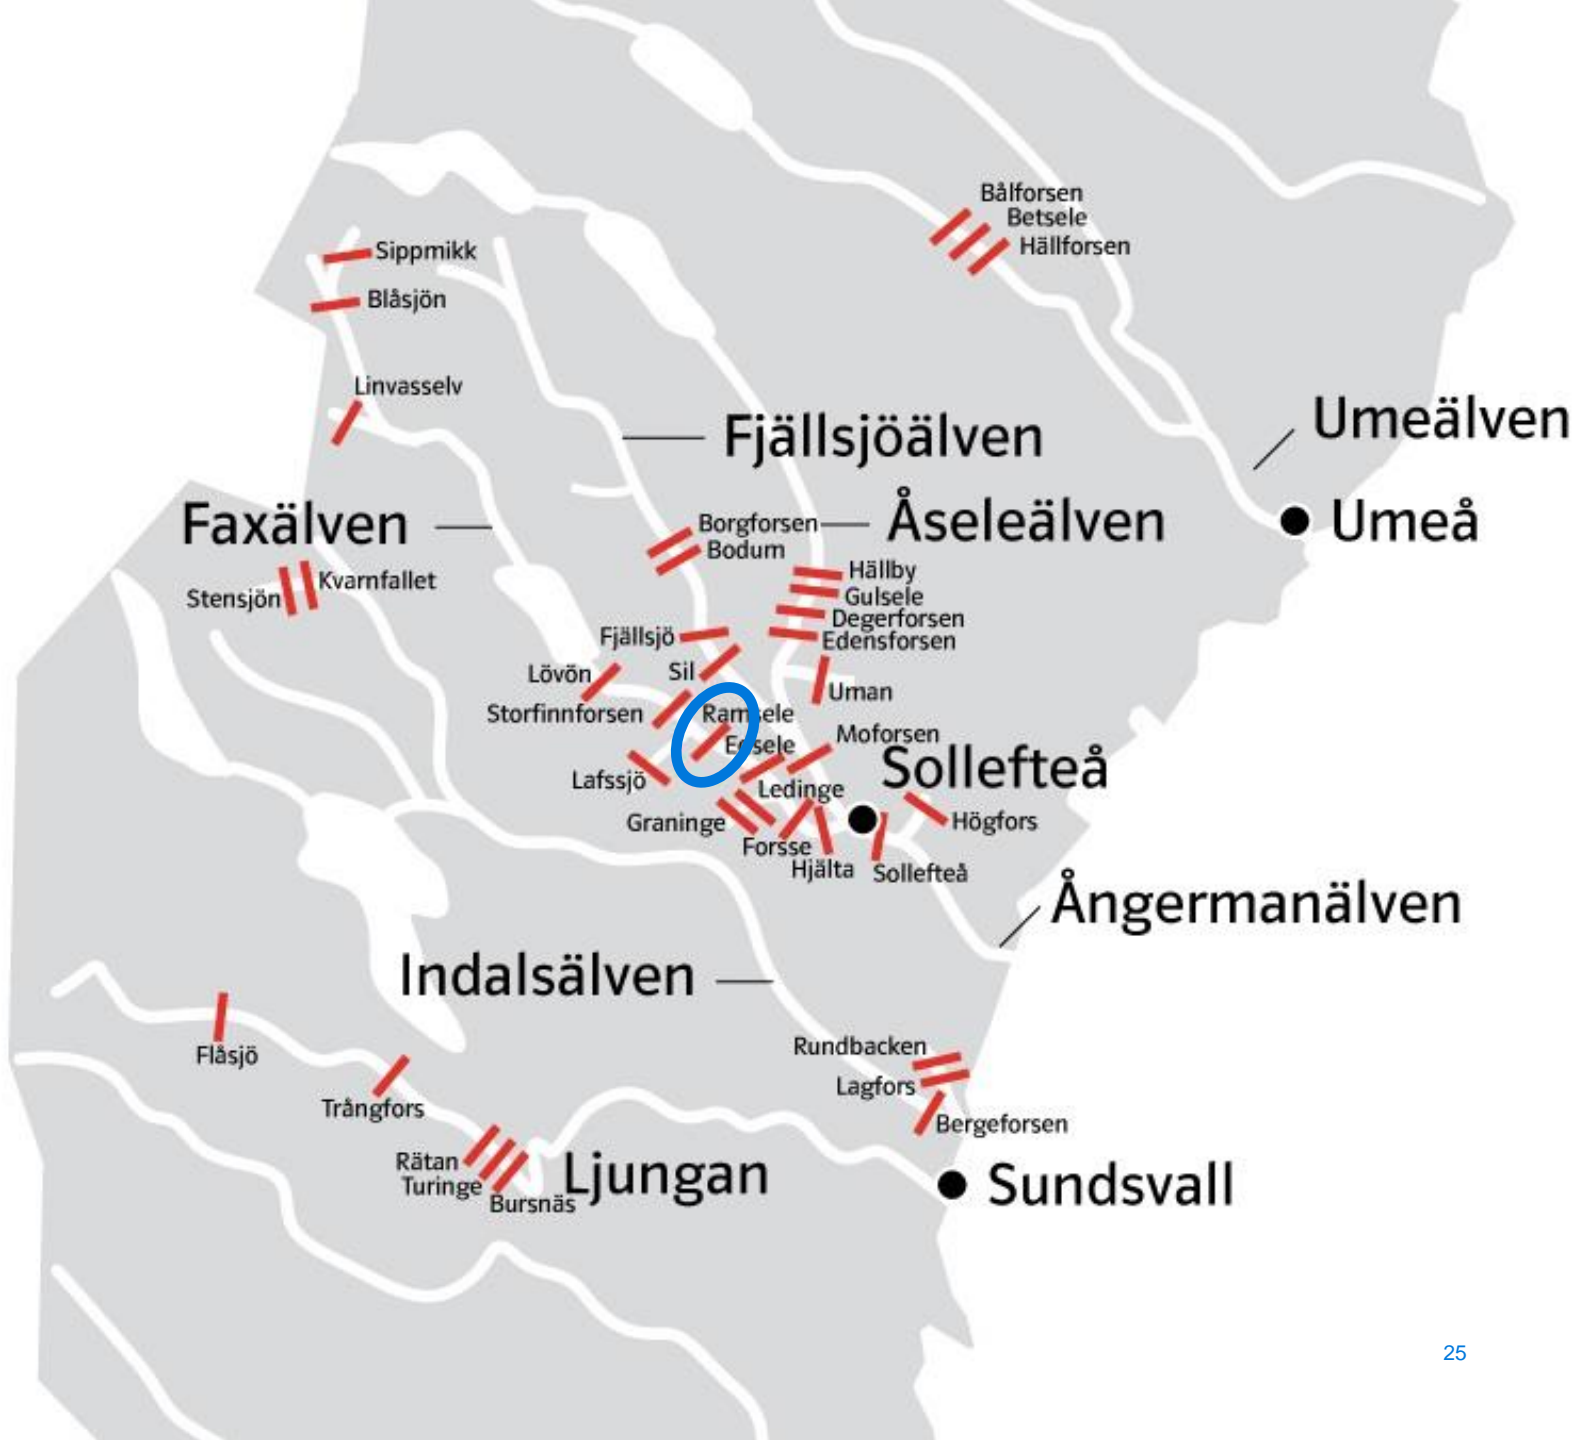 Bålforsen
Betsele
Hällforsen
Sippmikk
Blåsjön
Linvasselv
Umeälven
Fjällsjöälven
Faxälven
Borgforsen
Åseleälven
Umeå
Bodum
Hällby
Kvarnfallet
Stensjön
Gulsele
Degerforsen
Fjällsjö
Edensforsen
Lövön
Sil
Uman
Storfinnforsen
Ramsele
Moforsen
Edsele
Sollefteå
Lafssjö
Ledinge
Graninge
Högfors
Forsse
Hjälta
Sollefteå
Ångermanälven
Indalsälven
Rundbacken
Flåsjö
Lagfors
Trångfors
Bergeforsen
Rätan
Ljungan
Turinge
Sundsvall
Bursnäs
25